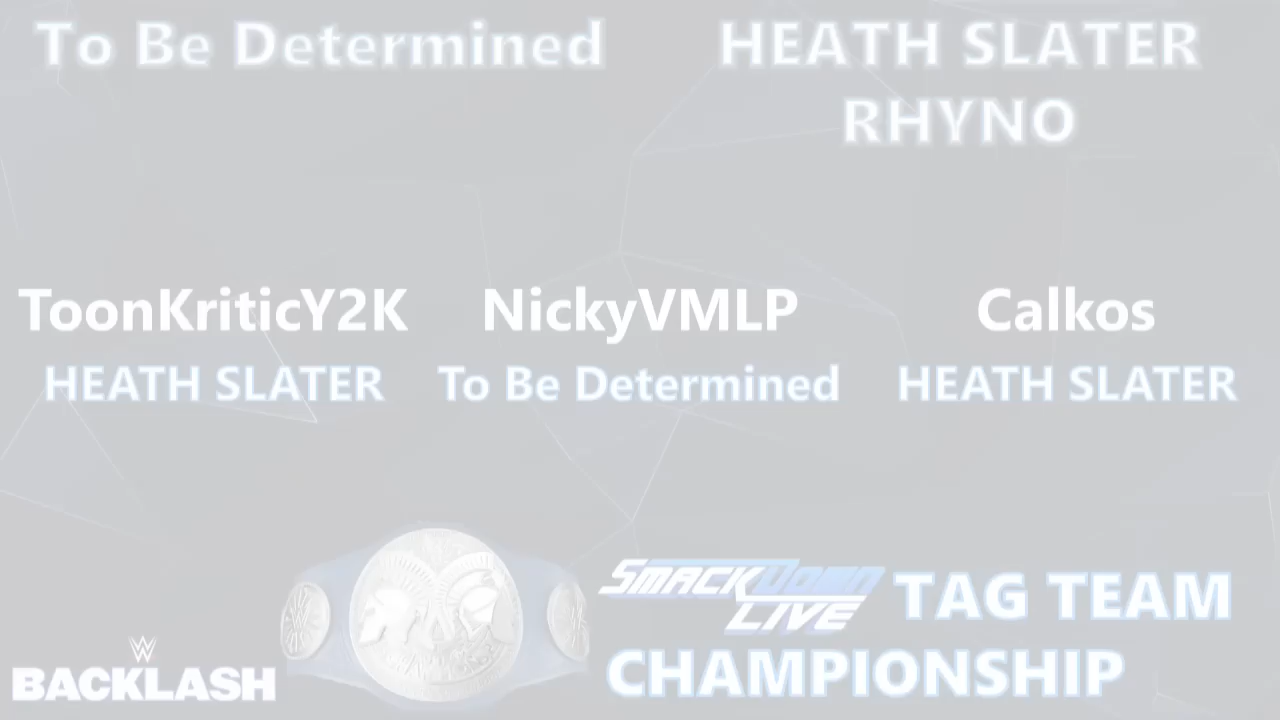 To Be Determined
HEATH SLATER
RHYNO
ToonKriticY2K
NickyVMLP
Calkos
HEATH SLATER
To Be Determined
HEATH SLATER
SMACKDOWN
LIVE
TAG TEAM
CHAMPIONSHIP
W
BACKLASH